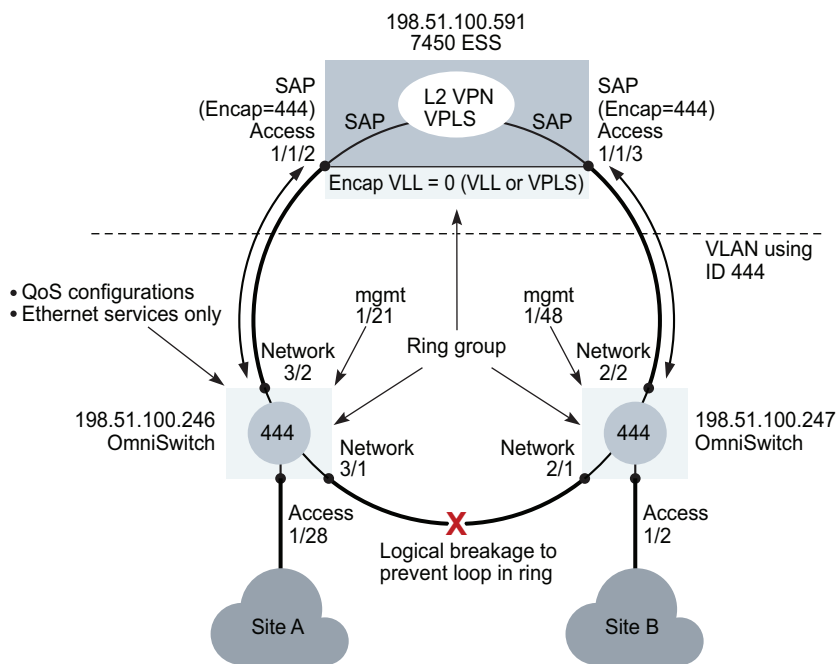 198.51.100.591
7450 ESS
SAP
(Encap=444)
Access
1/1/2
SAP
L2 VPN
VPLS
SAP
SAP
(Encap=444)
Access
1/1/3
Encap VLL = 0 (VLL or VPLS)
VLAN using
ID 444
• QoS configurations
• Ethernet services only
mgmt
1/21
mgmt
1/48
Ring group
Network
3/2
Network
2/2
198.51.100.246
OmniSwitch
444
444
198.51.100.247
OmniSwitch
Network
3/1
Network
2/1
X
Access
1/28
Logical breakage to
prevent loop in ring
Access
1/2
Site A
Site B